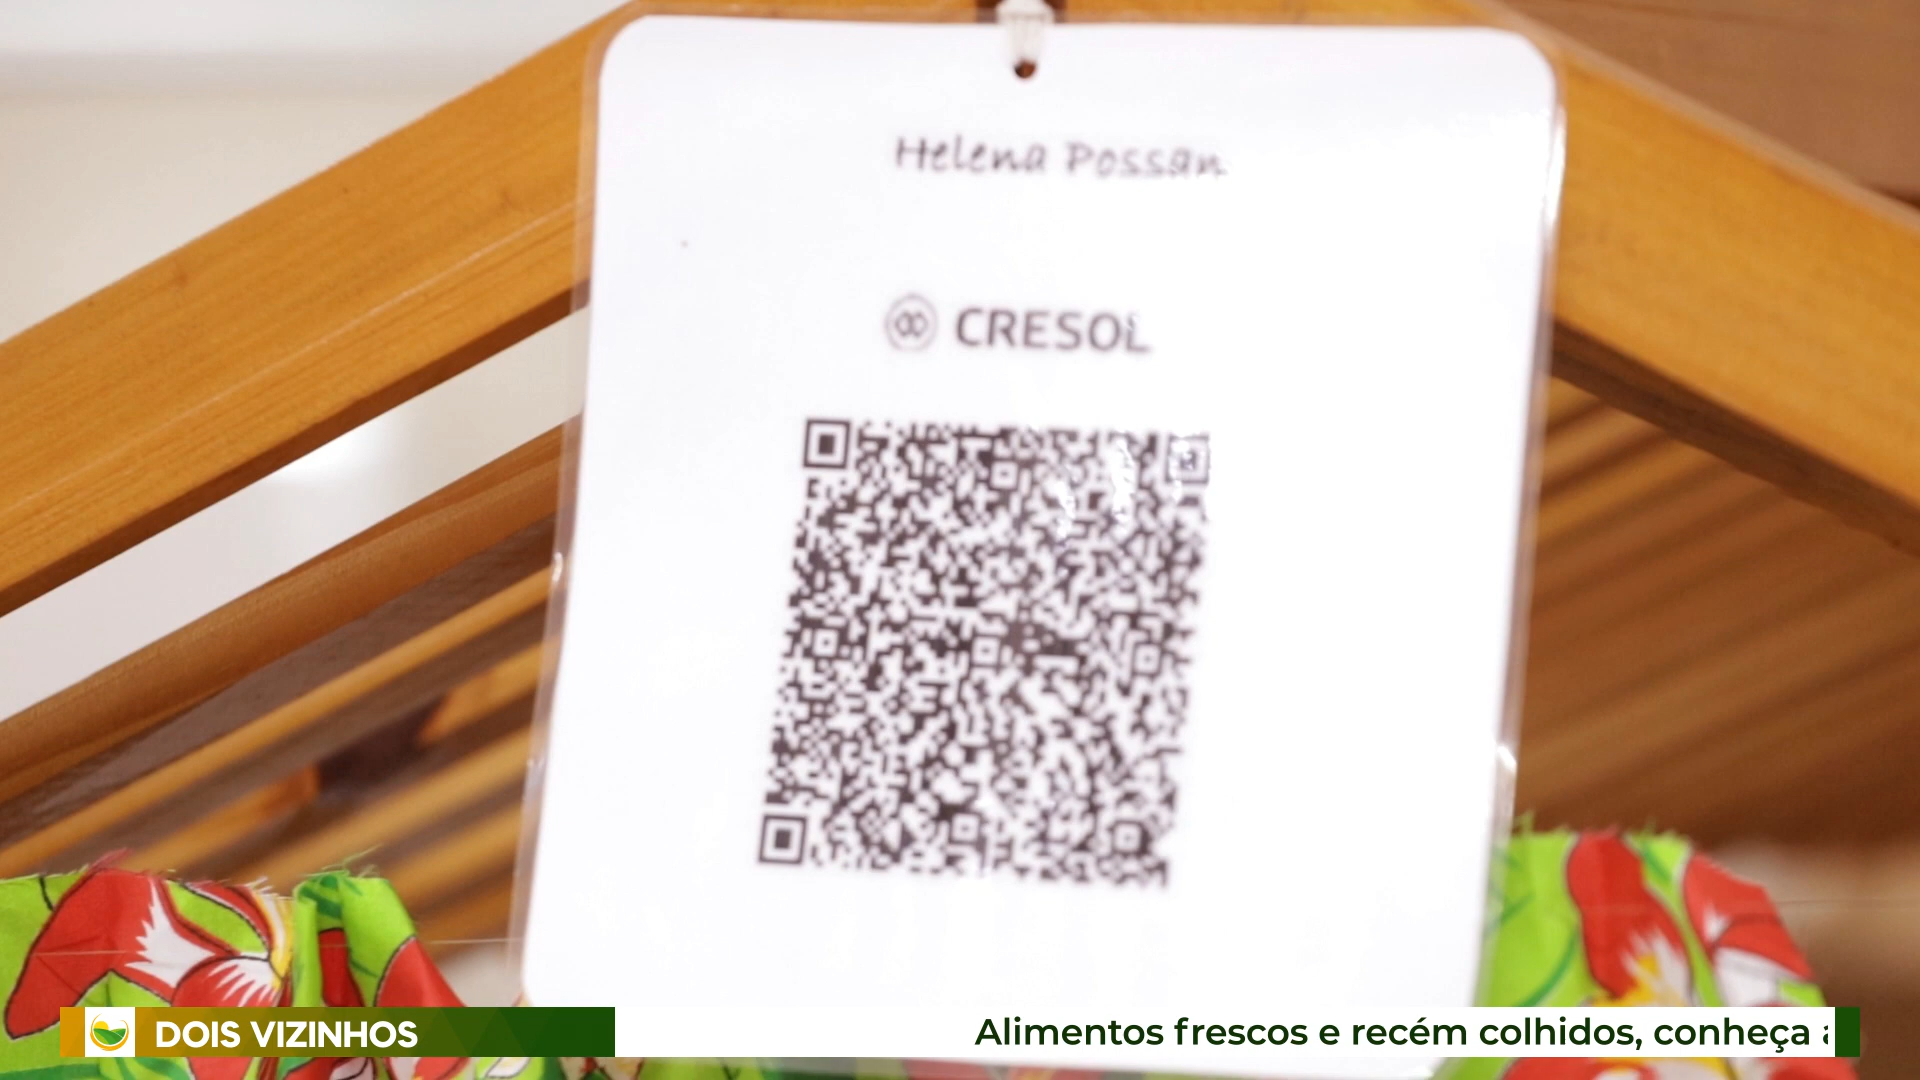 Helena Possan
CRESOL
DOIS VIZINHOS
Alimentos frescos e recém colhidos, conheça